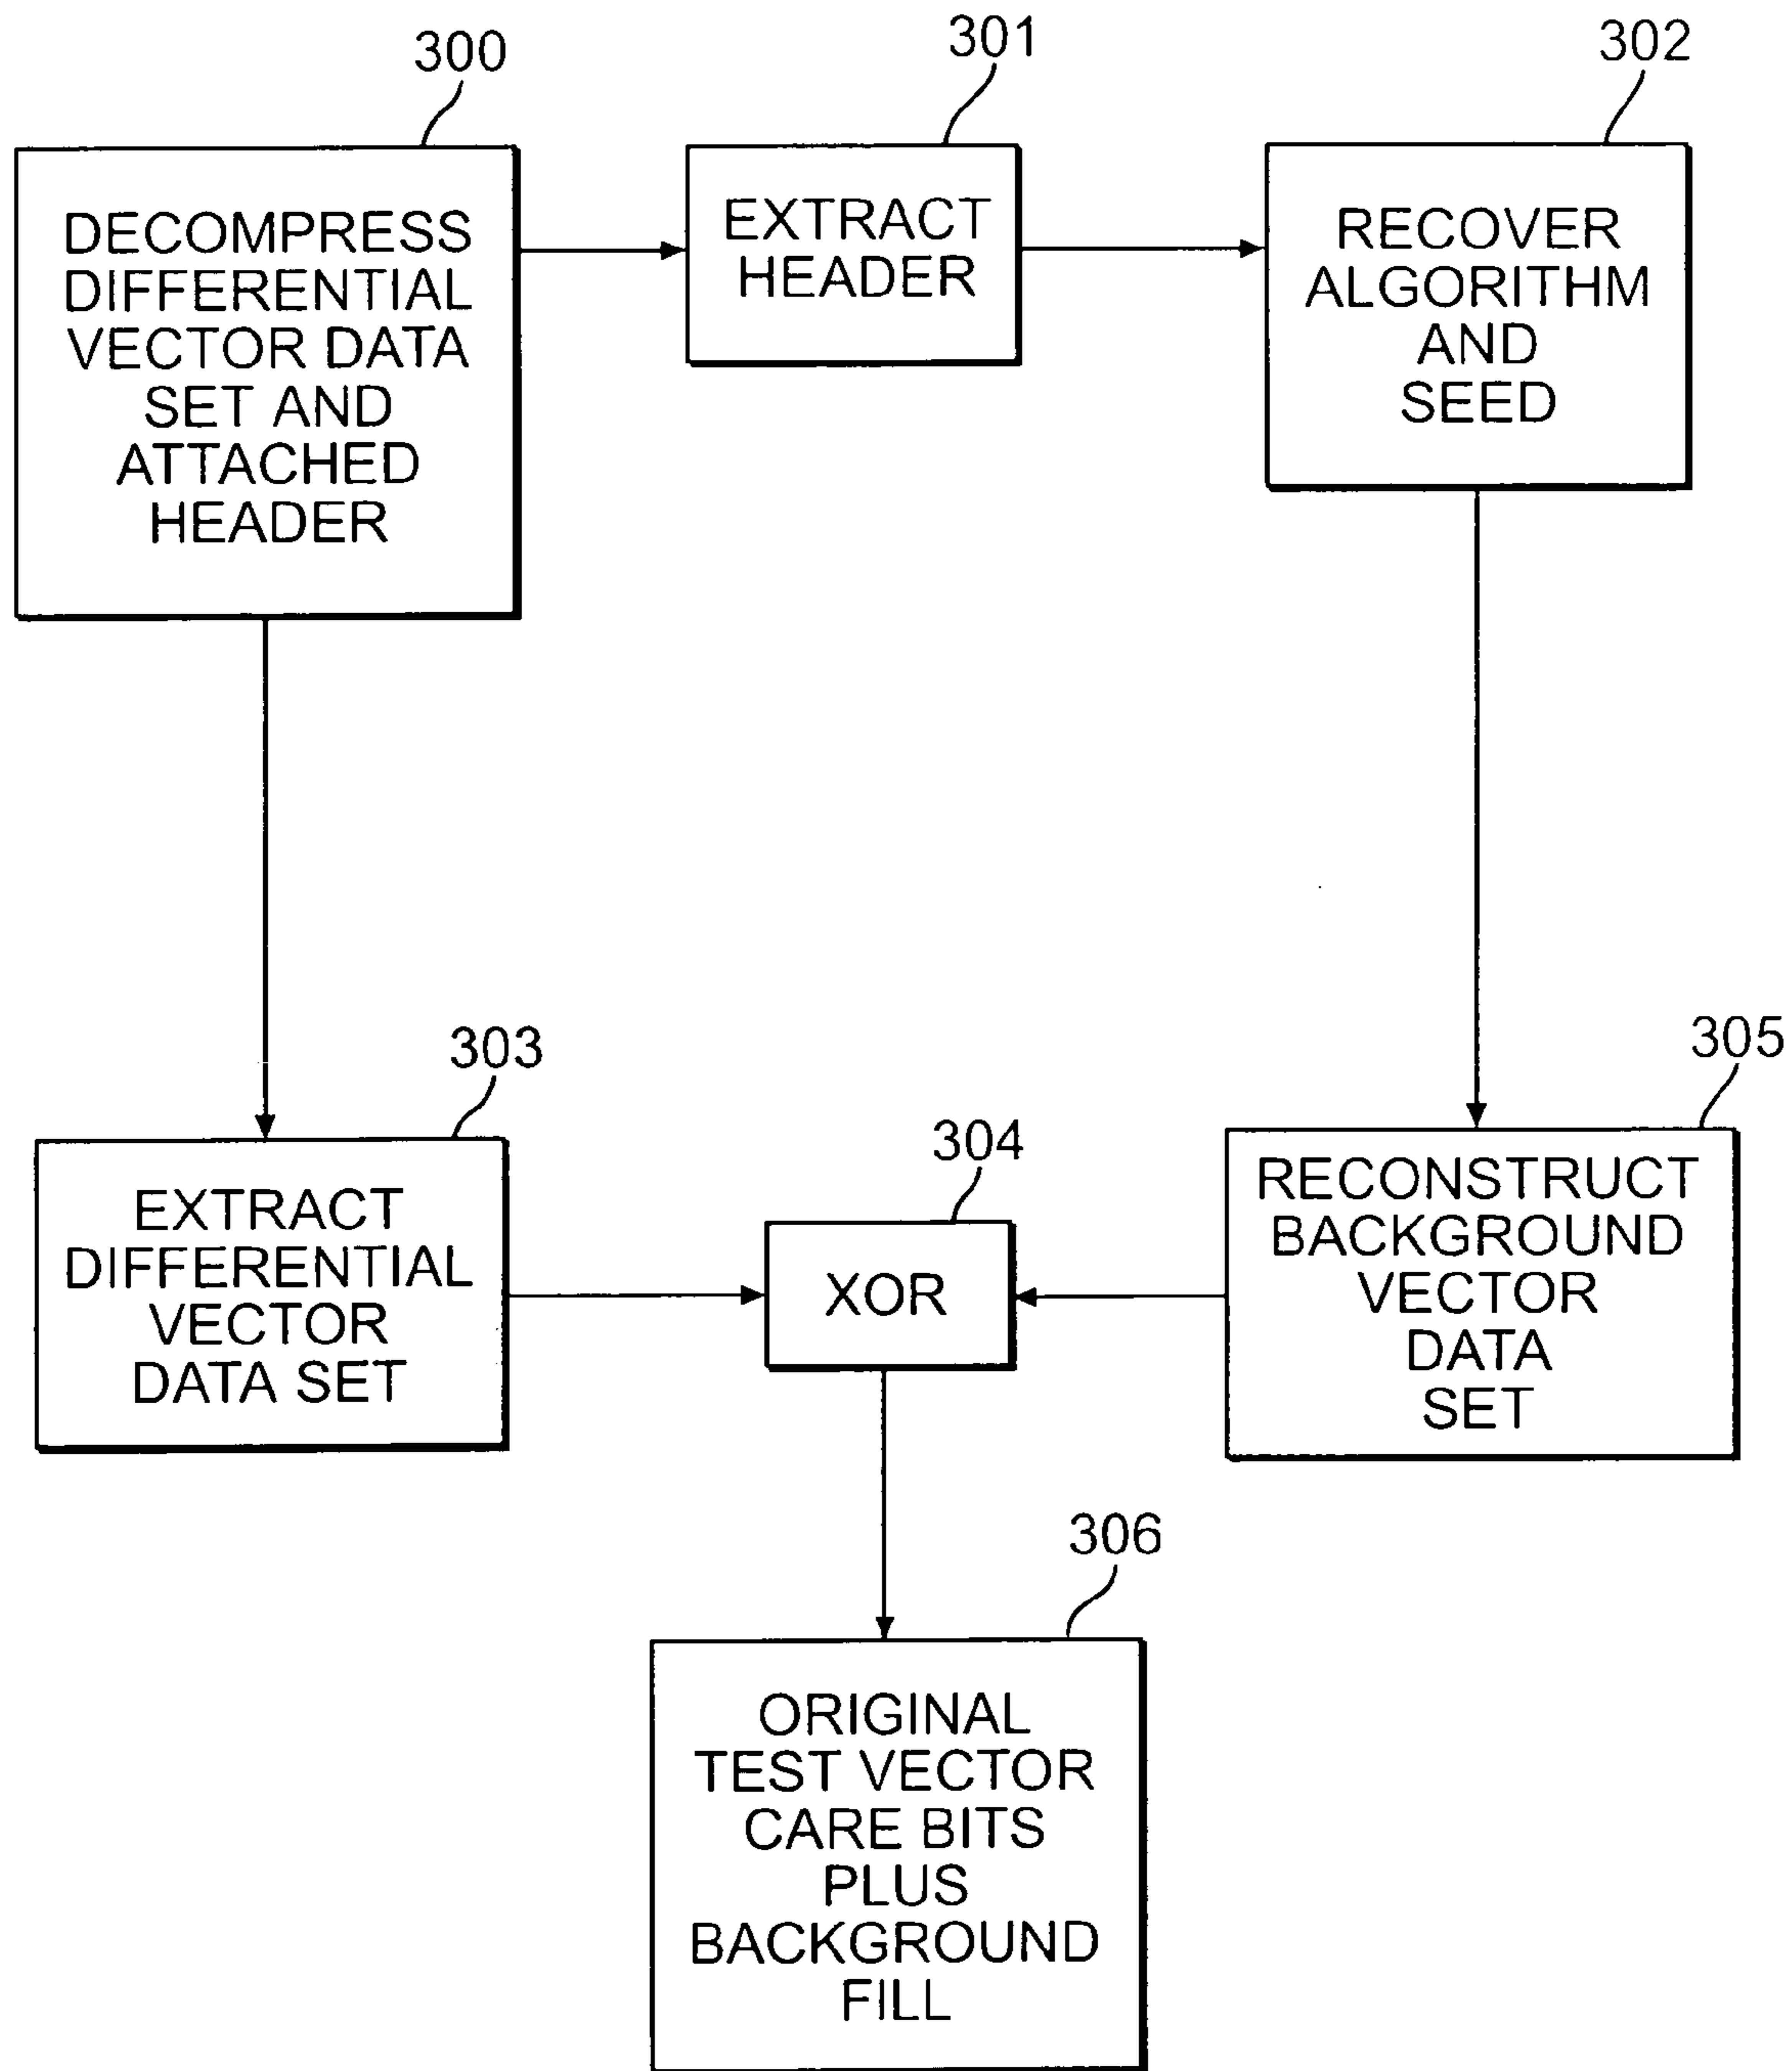 300
301
302
DECOMPRESS
DIFFERENTIAL
VECTOR DATA
SET AND
ATTACHED
HEADER
EXTRACT
HEADER
RECOVER
ALGORITHM
AND
SEED
303
304
305
EXTRACT
DIFFERENTIAL
VECTOR
DATA SET
XOR
RECONSTRUCT
BACKGROUND
VECTOR
DATA
SET
306
ORIGINAL
TEST VECTOR
CARE BITS
PLUS
BACKGROUND
FILL